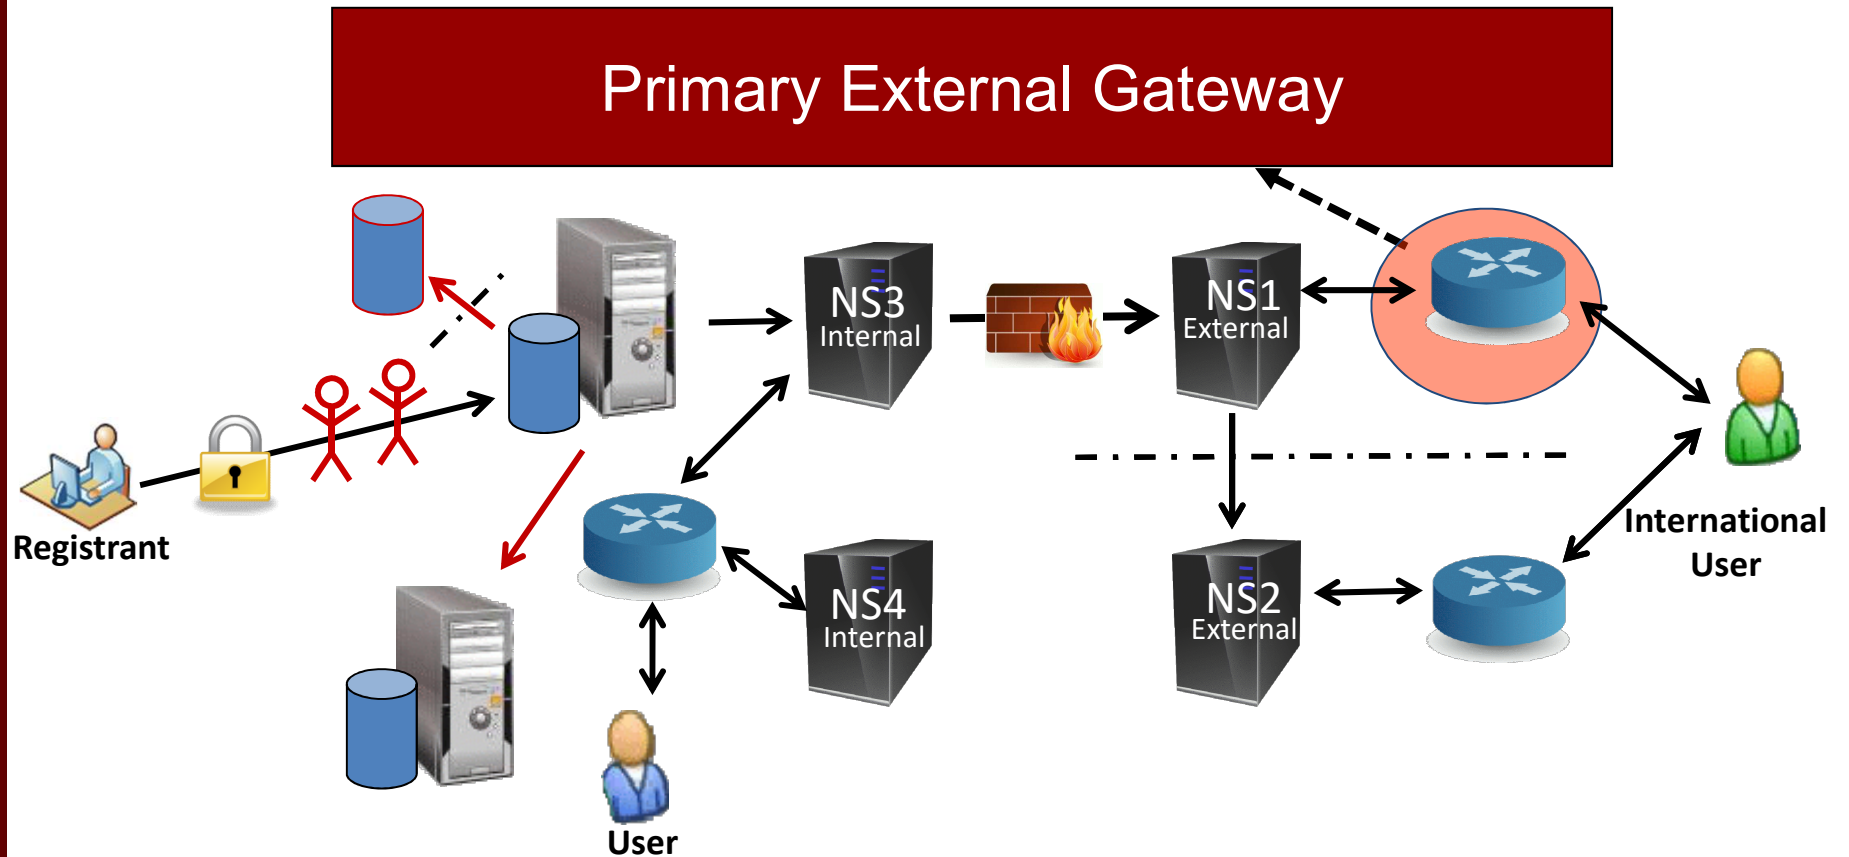 Primary External Gateway
NS3
Internal
NS1
External
Registrant
International
User
NS4
Internal
NS2
External
User